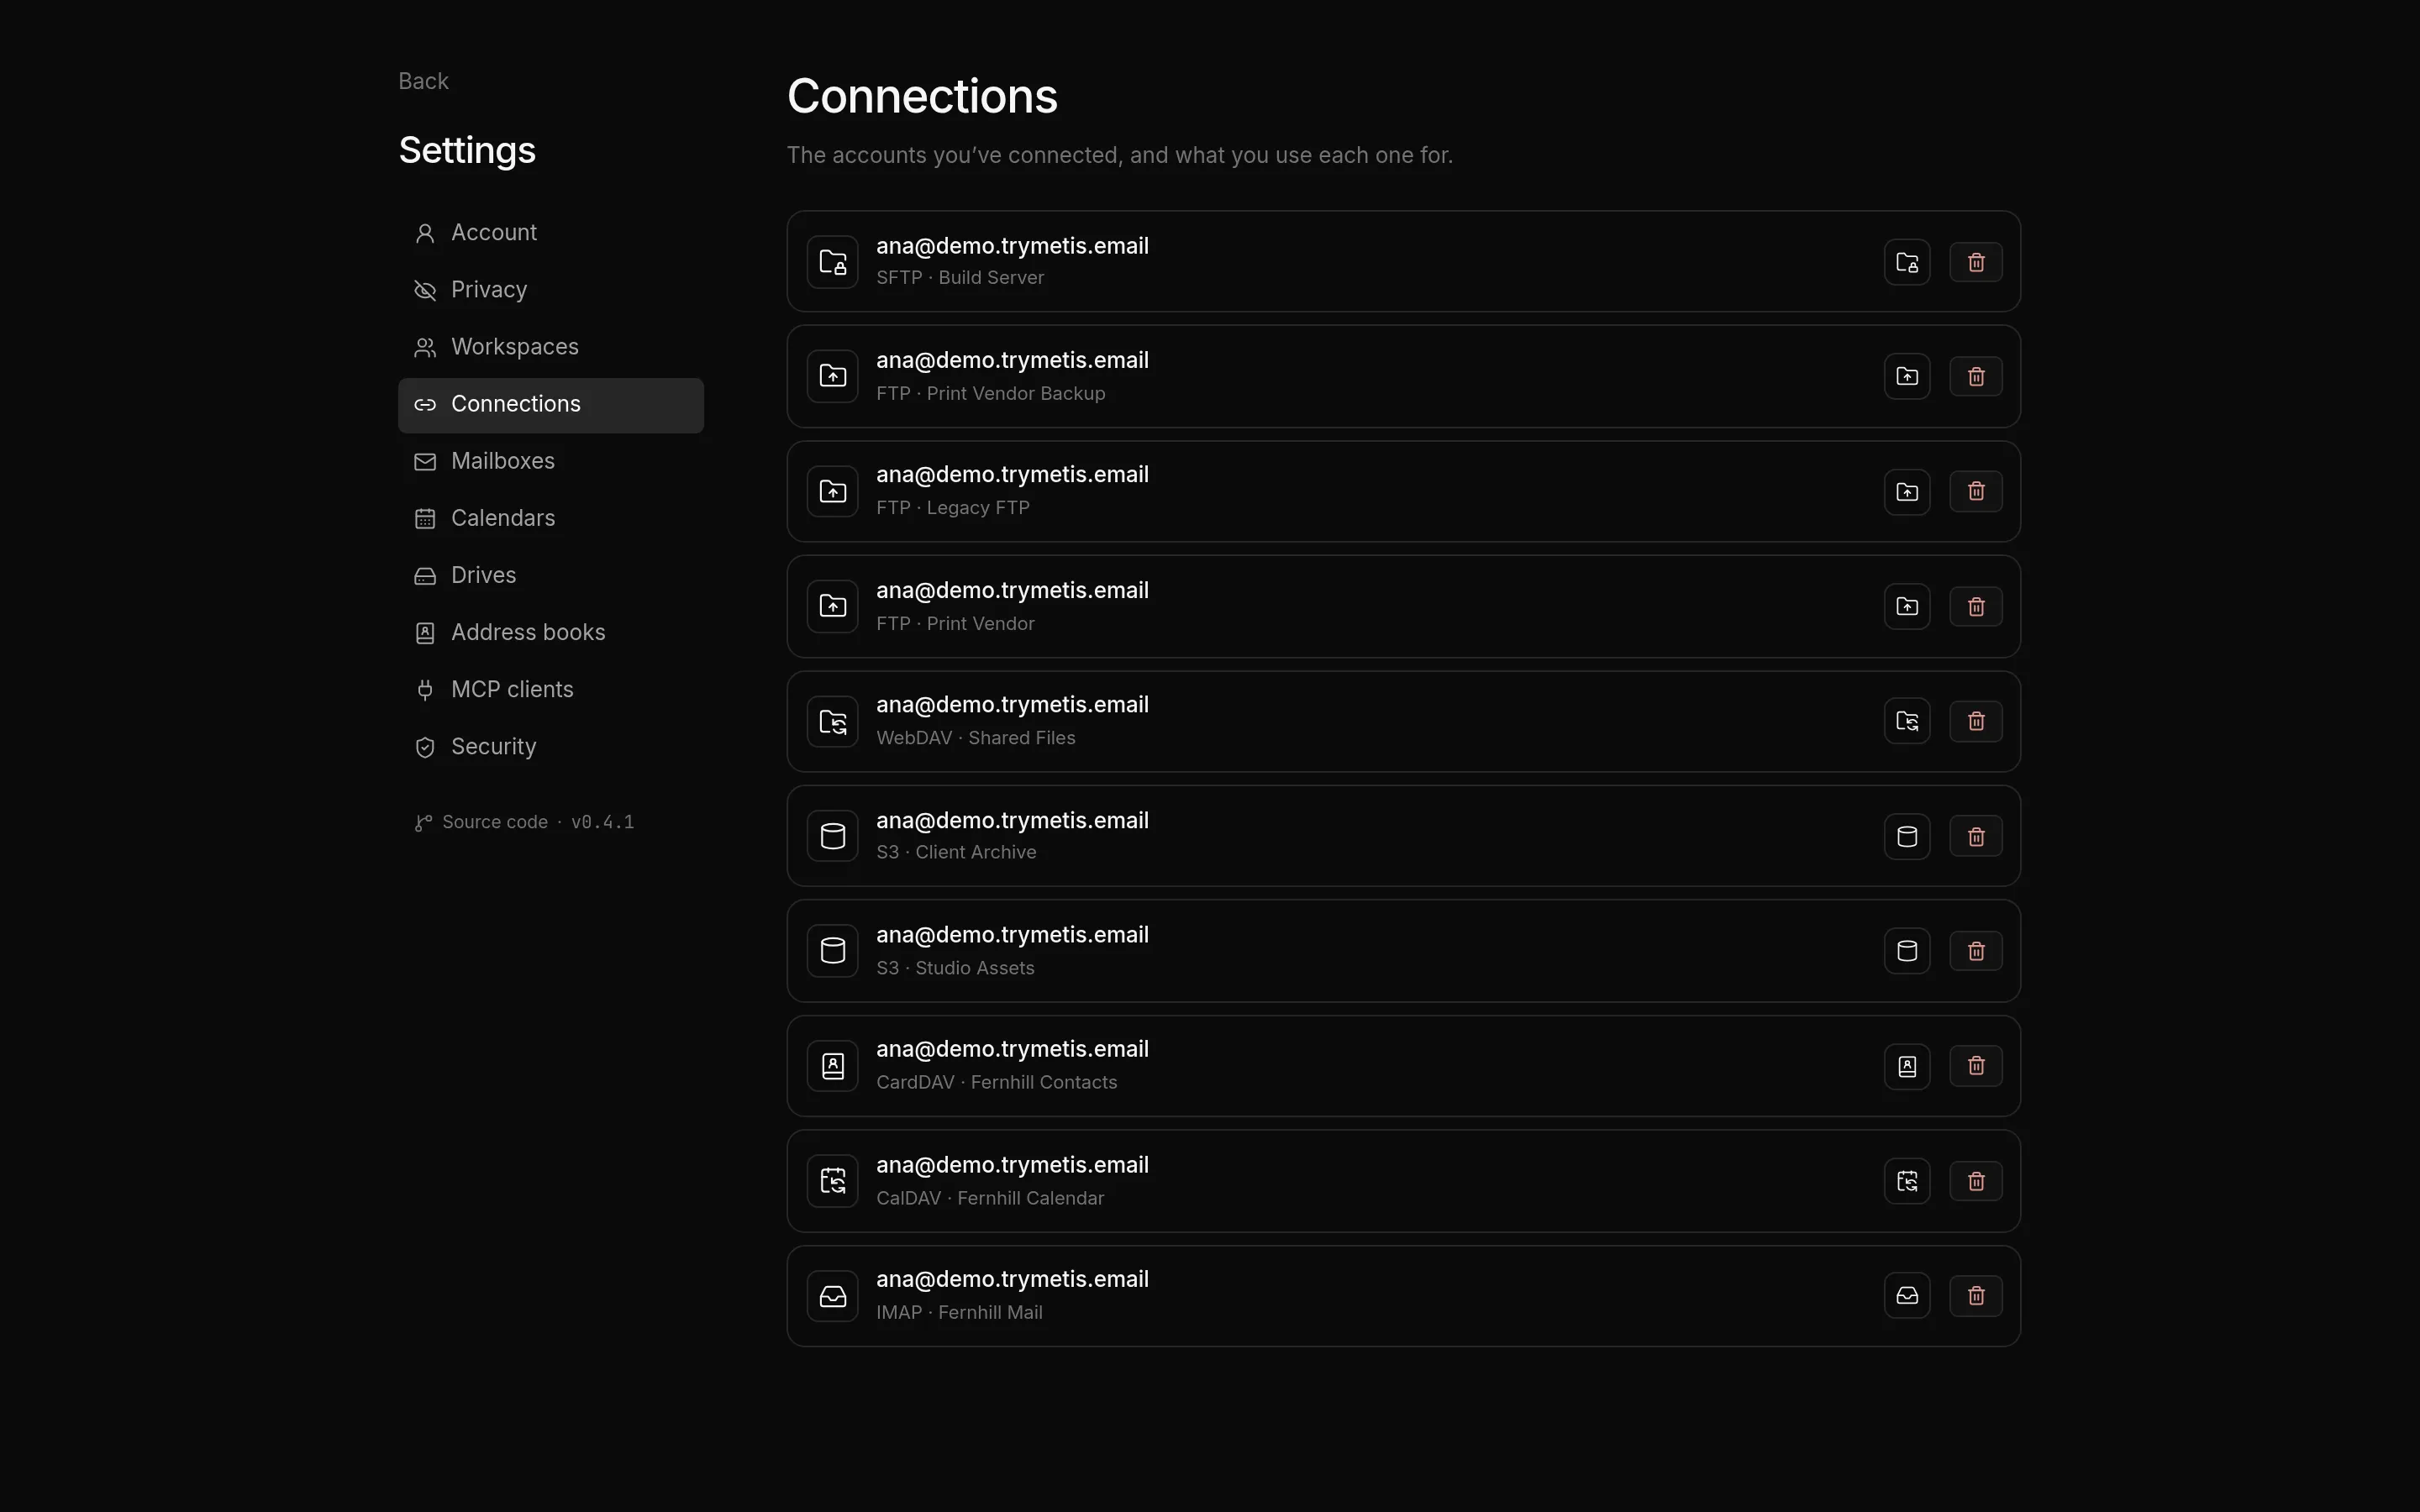 Back
Settings
Account
Privacy
Workspaces
Connections
Mailboxes
Calendars
Drives
Address books
MCP clients
Security
Source code · v0.4.1
Connections
The accounts you’ve connected, and what you use each one for.
ana@demo.trymetis.email
SFTP · Build Server
ana@demo.trymetis.email
FTP · Print Vendor Backup
ana@demo.trymetis.email
FTP · Legacy FTP
ana@demo.trymetis.email
FTP · Print Vendor
ana@demo.trymetis.email
WebDAV · Shared Files
ana@demo.trymetis.email
S3 · Client Archive
ana@demo.trymetis.email
S3 · Studio Assets
ana@demo.trymetis.email
CardDAV · Fernhill Contacts
ana@demo.trymetis.email
CalDAV · Fernhill Calendar
ana@demo.trymetis.email
IMAP · Fernhill Mail